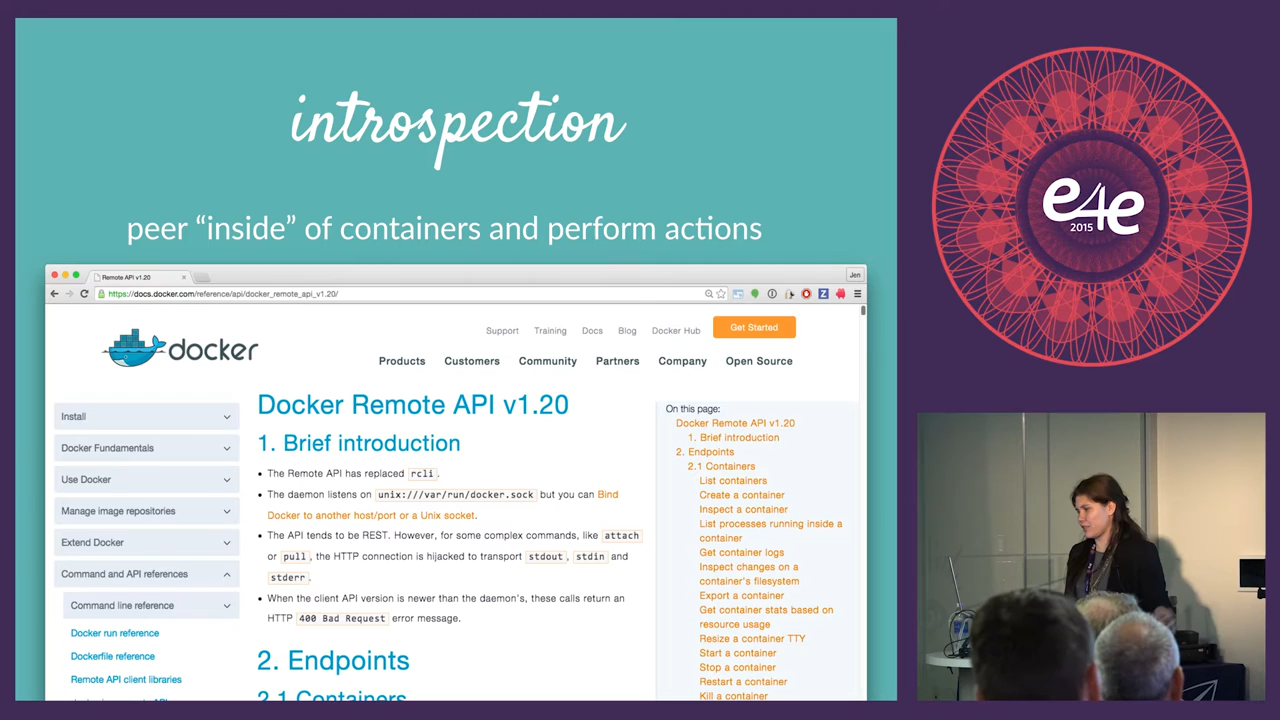 introspection
peer “inside” of containers and perform actions
Remote API v1.20
Jen
https://docs.docker.com/reference/api/docker_remote_api_v1.20/
docker
Support Training Docs Blog Docker Hub Get Started
Products Customers Community Partners Company Open Source
Install
Docker Fundamentals
Use Docker
Manage image repositories
Extend Docker
Command and API references
Command line reference
Docker run reference
Dockerfile reference
Remote API client libraries
Docker Remote API v1.20
1. Brief introduction
The Remote API has replaced rcli.
The daemon listens on unix:///var/run/docker.sock but you can Bind
Docker to another host/port or a Unix socket.
The API tends to be REST. However, for some complex commands, like attach
or pull, the HTTP connection is hijacked to transport stdout, stdin and
stderr.
When the client API version is newer than the daemon's, these calls return an
HTTP 400 Bad Request error message.
2. Endpoints
2.1 Containers
On this page:
Docker Remote API v1.20
1. Brief introduction
2. Endpoints
2.1 Containers
List containers
Create a container
Inspect a container
List processes running inside a
container
Get container logs
Inspect changes on a
container's filesystem
Export a container
Get container stats based on
resource usage
Resize a container TTY
Start a container
Stop a container
Restart a container
Kill a container
e4e
2015